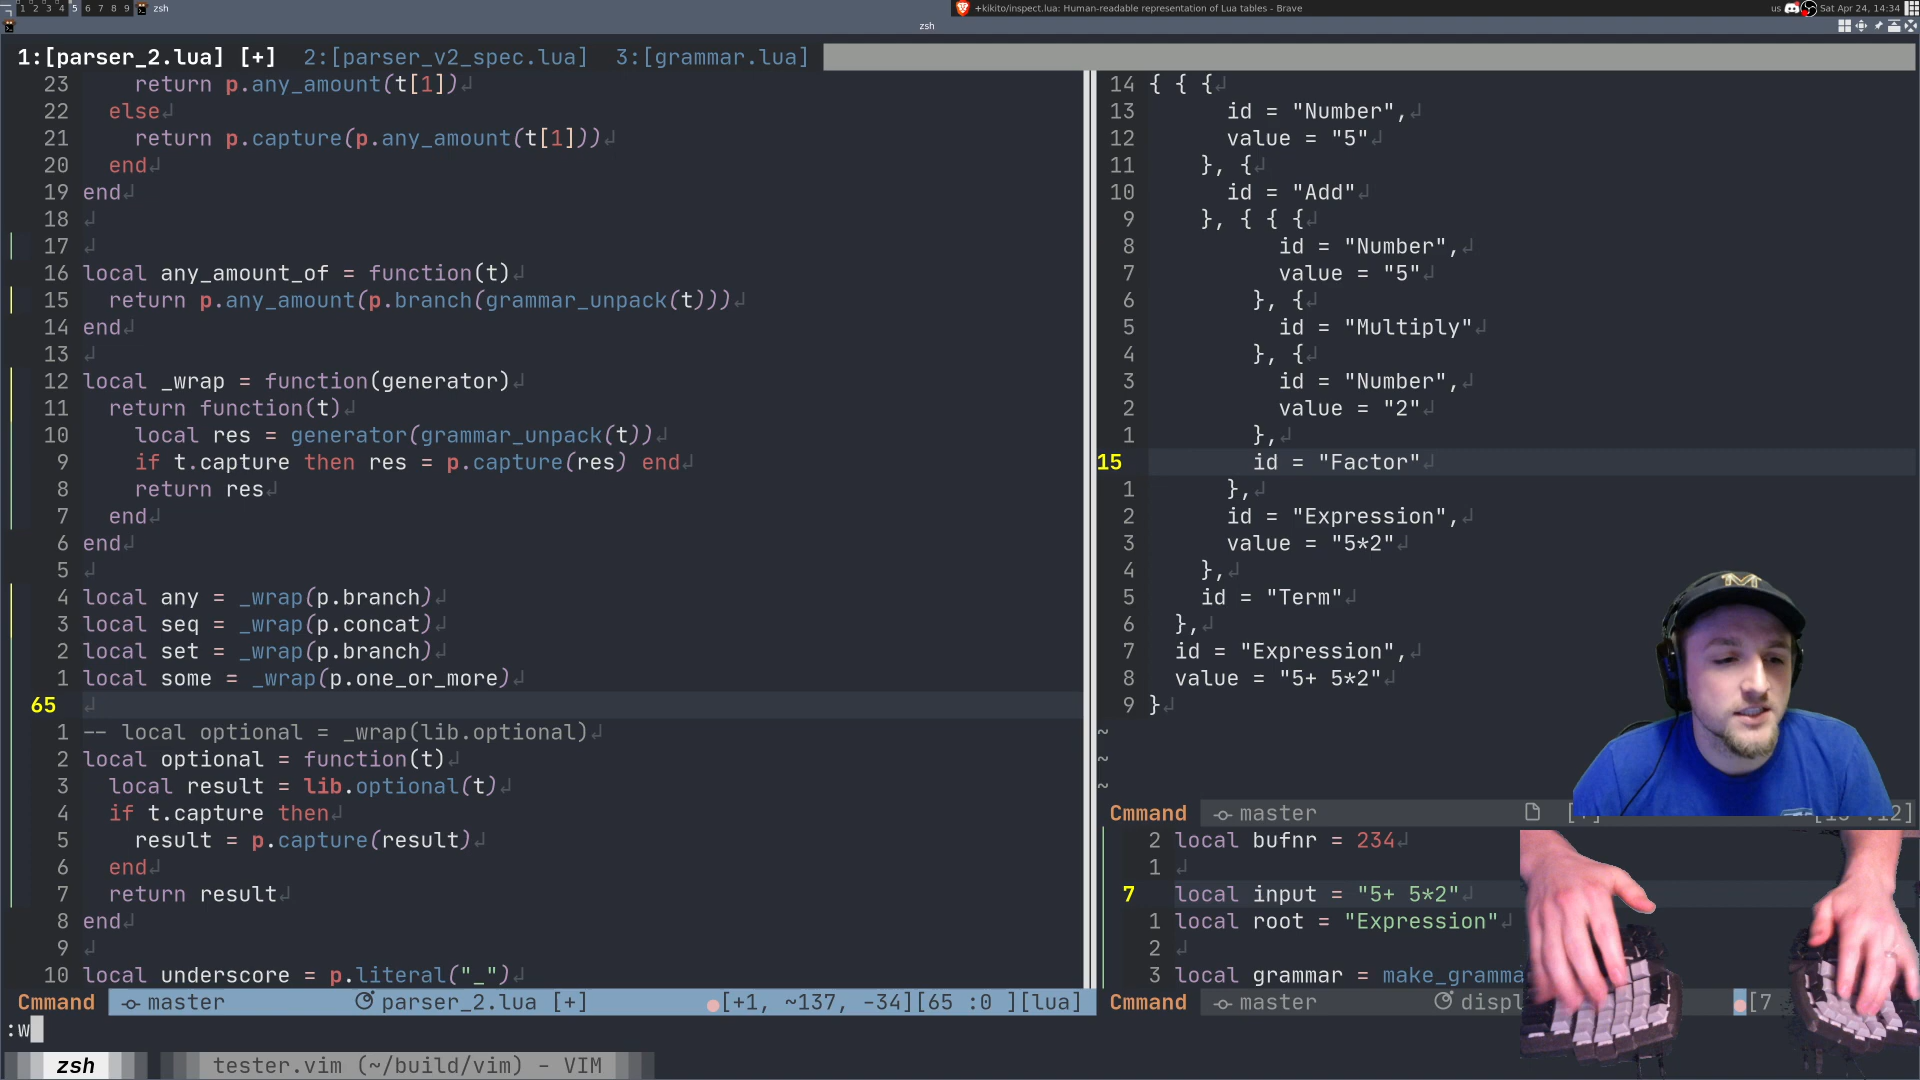 1 2 3 4 5 6 7 8 9 zsh
+kikito/inspect.lua: Human-readable representation of Lua tables - Brave
us Sat Apr 24, 14:34
zsh
1:[parser_2.lua] [+] 2:[parser_v2_spec.lua] 3:[grammar.lua]
23 return p.any_amount(t[1])
22 else
21 return p.capture(p.any_amount(t[1]))
20 end
19 end
18
17
16 local any_amount_of = function(t)
15 return p.any_amount(p.branch(grammar_unpack(t)))
14 end
13
12 local _wrap = function(generator)
11 return function(t)
10 local res = generator(grammar_unpack(t))
9 if t.capture then res = p.capture(res) end
8 return res
7 end
6 end
5
4 local any = _wrap(p.branch)
3 local seq = _wrap(p.concat)
2 local set = _wrap(p.branch)
1 local some = _wrap(p.one_or_more)
65
1 -- local optional = _wrap(lib.optional)
2 local optional = function(t)
3 local result = lib.optional(t)
4 if t.capture then
5 result = p.capture(result)
6 end
7 return result
8 end
9
10 local underscore = p.literal("_")
Cmmand master parser_2.lua [+] [+1, ~137, -34][65 :0 ][lua]
:w
14 { { {
13 id = "Number",
12 value = "5"
11 }, {
10 id = "Add"
9 }, { { {
8 id = "Number",
7 value = "5"
6 }, {
5 id = "Multiply"
4 }, {
3 id = "Number",
2 value = "2"
1 },
15 id = "Factor"
1 },
2 id = "Expression",
3 value = "5*2"
4 },
5 id = "Term"
6 },
7 id = "Expression",
8 value = "5+ 5*2"
9 }
~
~
~
Cmmand master :12]
2 local bufnr = 234
1
7 local input = "5+ 5*2"
1 local root = "Expression"
2
3 local grammar = make_gramma
Cmmand master displ [7
zsh tester.vim (~/build/vim) - VIM